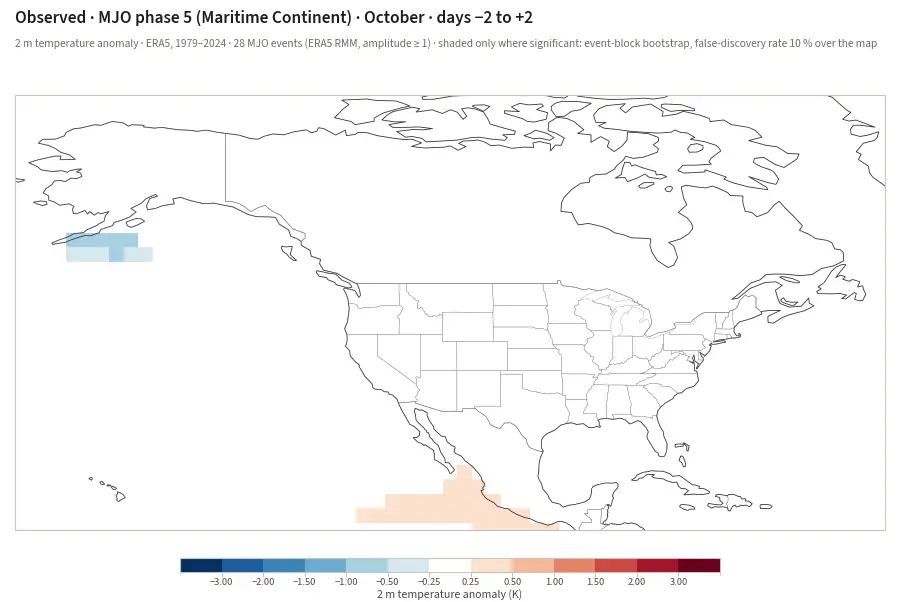 Observed · MJO phase 5 (Maritime Continent) · October · days −2 to +2
2 m temperature anomaly · ERA5, 1979–2024 · 28 MJO events (ERA5 RMM, amplitude ≥ 1) · shaded only where significant: event-block bootstrap, false-discovery rate 10 % over the map
−3.00 −2.00 −1.50 −1.00 −0.50 −0.25 0.25 0.50 1.00 1.50 2.00 3.00
2 m temperature anomaly (K)